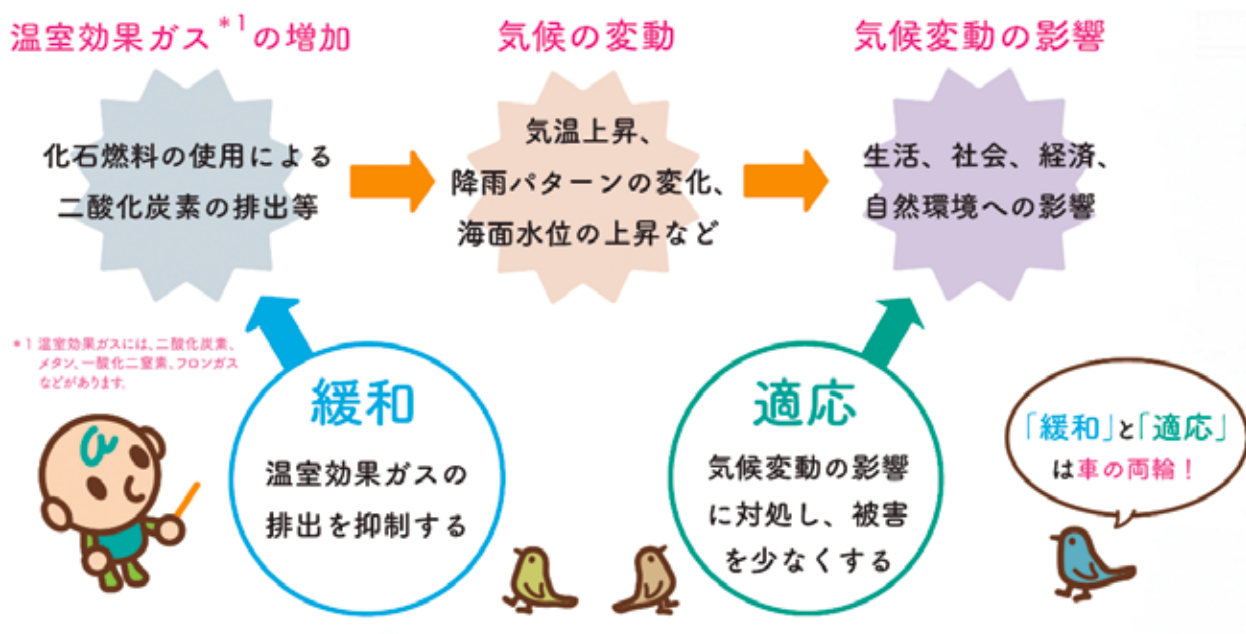 温室効果ガス*1の増加
化石燃料の使用による
二酸化炭素の排出等
気候の変動
気温上昇、
降雨パターンの変化、
海面水位の上昇など
気候変動の影響
生活、社会、経済、
自然環境への影響
*1 温室効果ガスには、二酸化炭素、
メタン、一酸化二窒素、フロンガス
などがあります。
緩和
温室効果ガスの
排出を抑制する
適応
気候変動の影響
に対処し、被害
を少なくする
「緩和」と「適応」
は車の両輪！